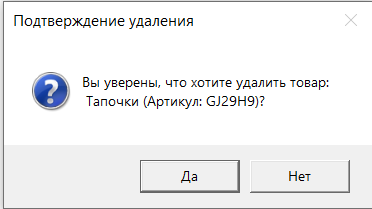 Подтверждение удаления
Вы уверены, что хотите удалить товар:
Тапочки (Артикул: GJ29H9)?
Да
Нет